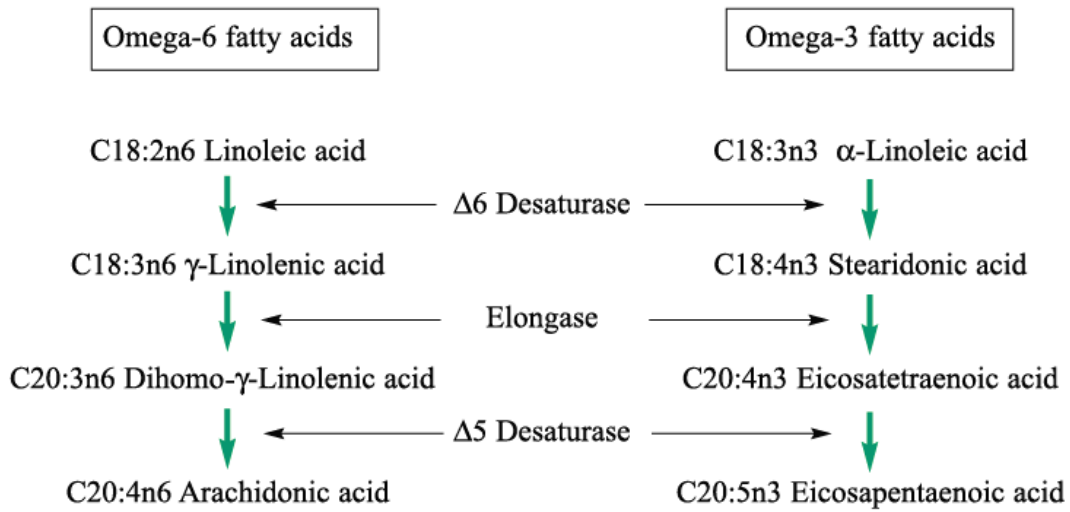 Omega-6 fatty acids
Omega-3 fatty acids
C18:2n6 Linoleic acid
C18:3n3 α-Linoleic acid
Δ6 Desaturase
C18:3n6 γ-Linolenic acid
C18:4n3 Stearidonic acid
Elongase
C20:3n6 Dihomo-γ-Linolenic acid
C20:4n3 Eicosatetraenoic acid
Δ5 Desaturase
C20:4n6 Arachidonic acid
C20:5n3 Eicosapentaenoic acid